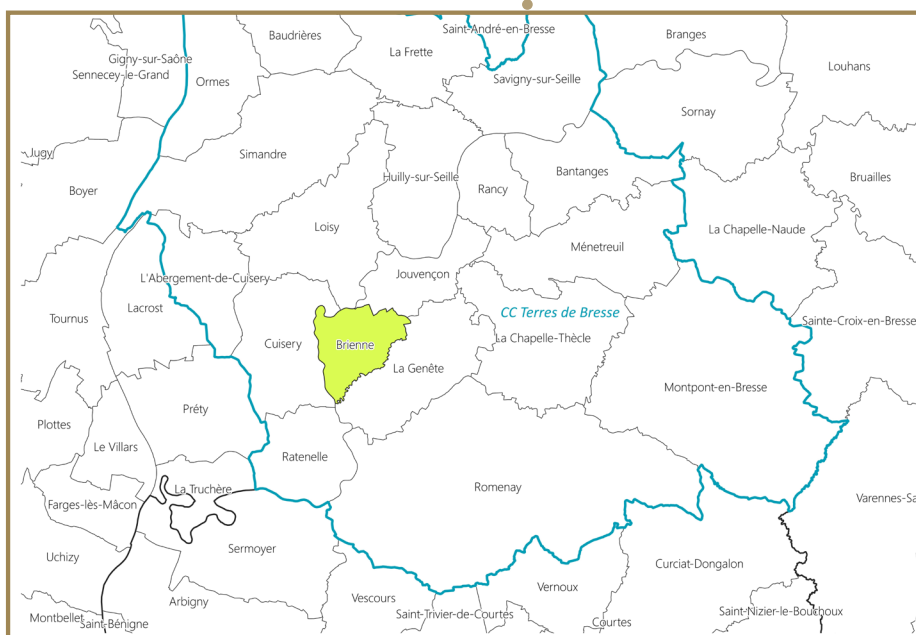 Saint-André-en-Bresse
Baudrières
Branges
La Frette
Gigny-sur-Saône
Louhans
Sennecey-le-Grand
Ormes
Savigny-sur-Seille
Sornay
Jugy
Simandre
Bantanges
Huilly-sur-Seille
Bruailles
Boyer
Rancy
Loisy
La Chapelle-Naude
Ménetreuil
Jouvençon
L'Abergement-de-Cuisery
Lacrost
CC Terres de Bresse
Tournus
Sainte-Croix-en-Bresse
La Chapelle-Thècle
Cuisery
Brienne
La Genête
Montpont-en-Bresse
Préty
Plottes
Le Villars
Ratenelle
La Truchère
Romenay
Varennes-Sa
Farges-lès-Mâcon
Sermoyer
Uchizy
Curciat-Dongalon
Vernoux
Arbigny
Vescours
Saint-Trivier-de-Courtes
Saint-Nizier-le-Bouchoux
Montbellet
Saint-Bénigne
Courtes